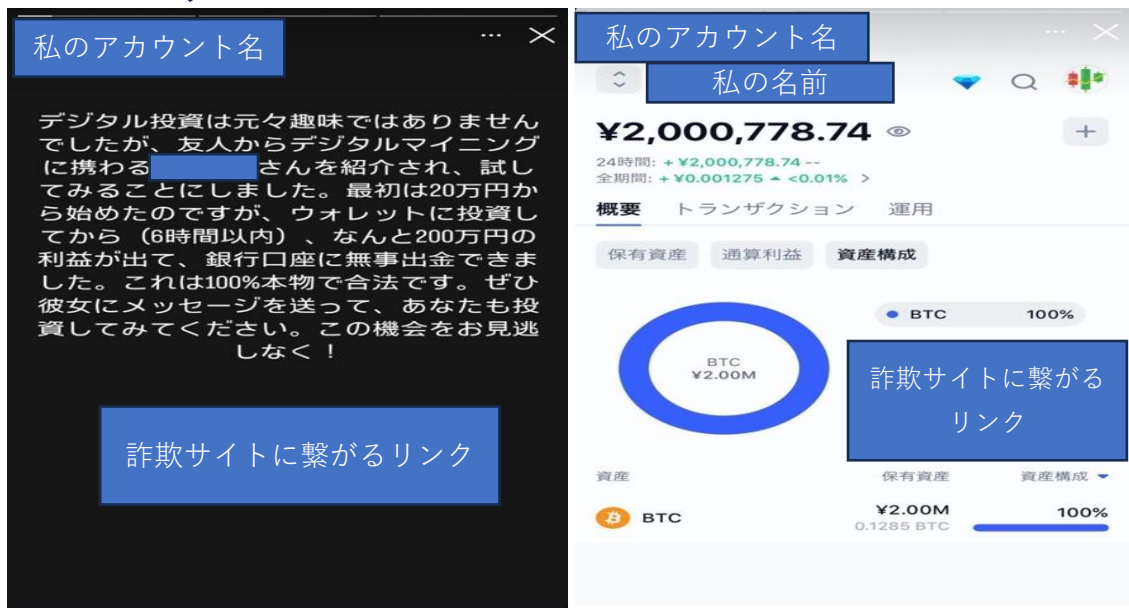 私のアカウント名
デジタル投資は元々趣味ではありません
でしたが、友人からデジタルマイニング
に携わる さんを紹介され、試し
てみることにしました。最初は20万円か
ら始めたのですが、ウォレットに投資し
てから（6時間以内）、なんと200万円の
利益が出て、銀行口座に無事出金できま
した。これは100%本物で合法です。ぜひ
彼女にメッセージを送って、あなたも投
資してみてください。この機会をお見逃
しなく！
詐欺サイトに繋がるリンク
私のアカウント名
私の名前
¥2,000,778.74
24時間: + ¥2,000,778.74 --
全期間: + ¥0.001275 <0.01% >
概要 トランザクション 運用
保有資産 通算利益 資産構成
BTC 100%
BTC
¥2.00M
詐欺サイトに繋がる
リンク
資産 保有資産 資産構成
BTC ¥2.00M 100%
0.1285 BTC